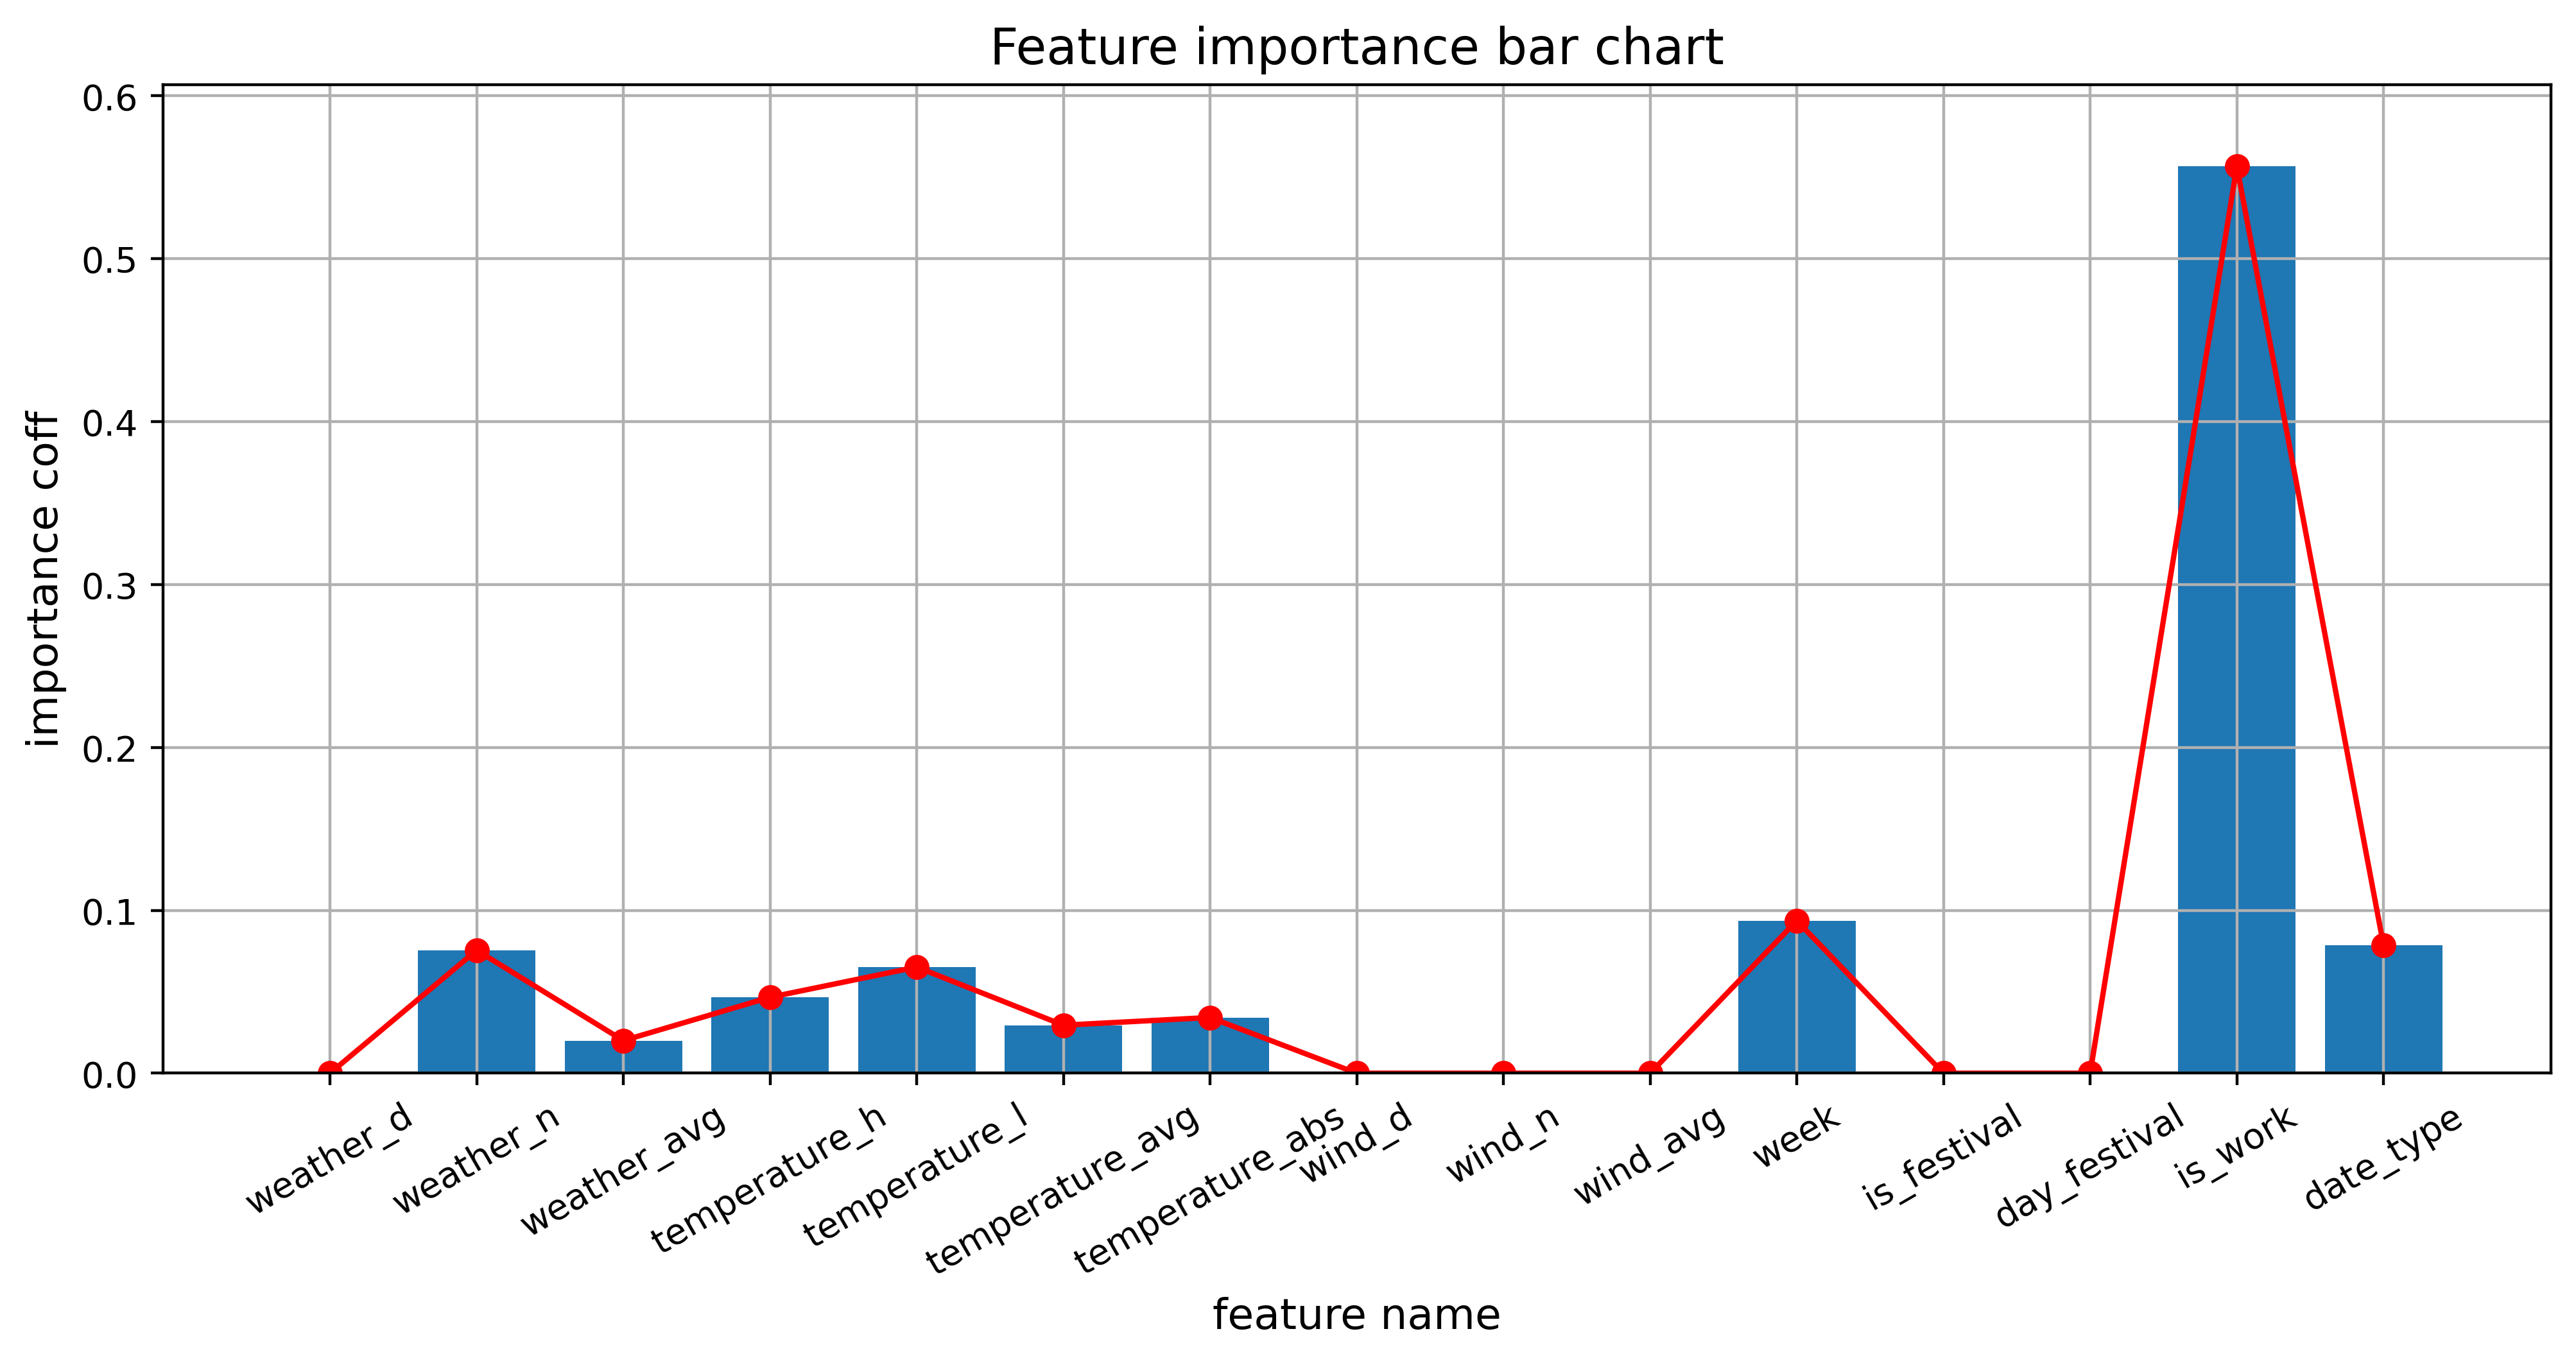 Feature importance bar chart
importance coff
0.6
0.5
0.4
0.3
0.2
0.1
0.0
weather_d
weather_n
weather_avg
temperature_h
temperature_l
temperature_avg
temperature_abs
wind_d
wind_n
wind_avg
week
is_festival
day_festival
is_work
date_type
feature name